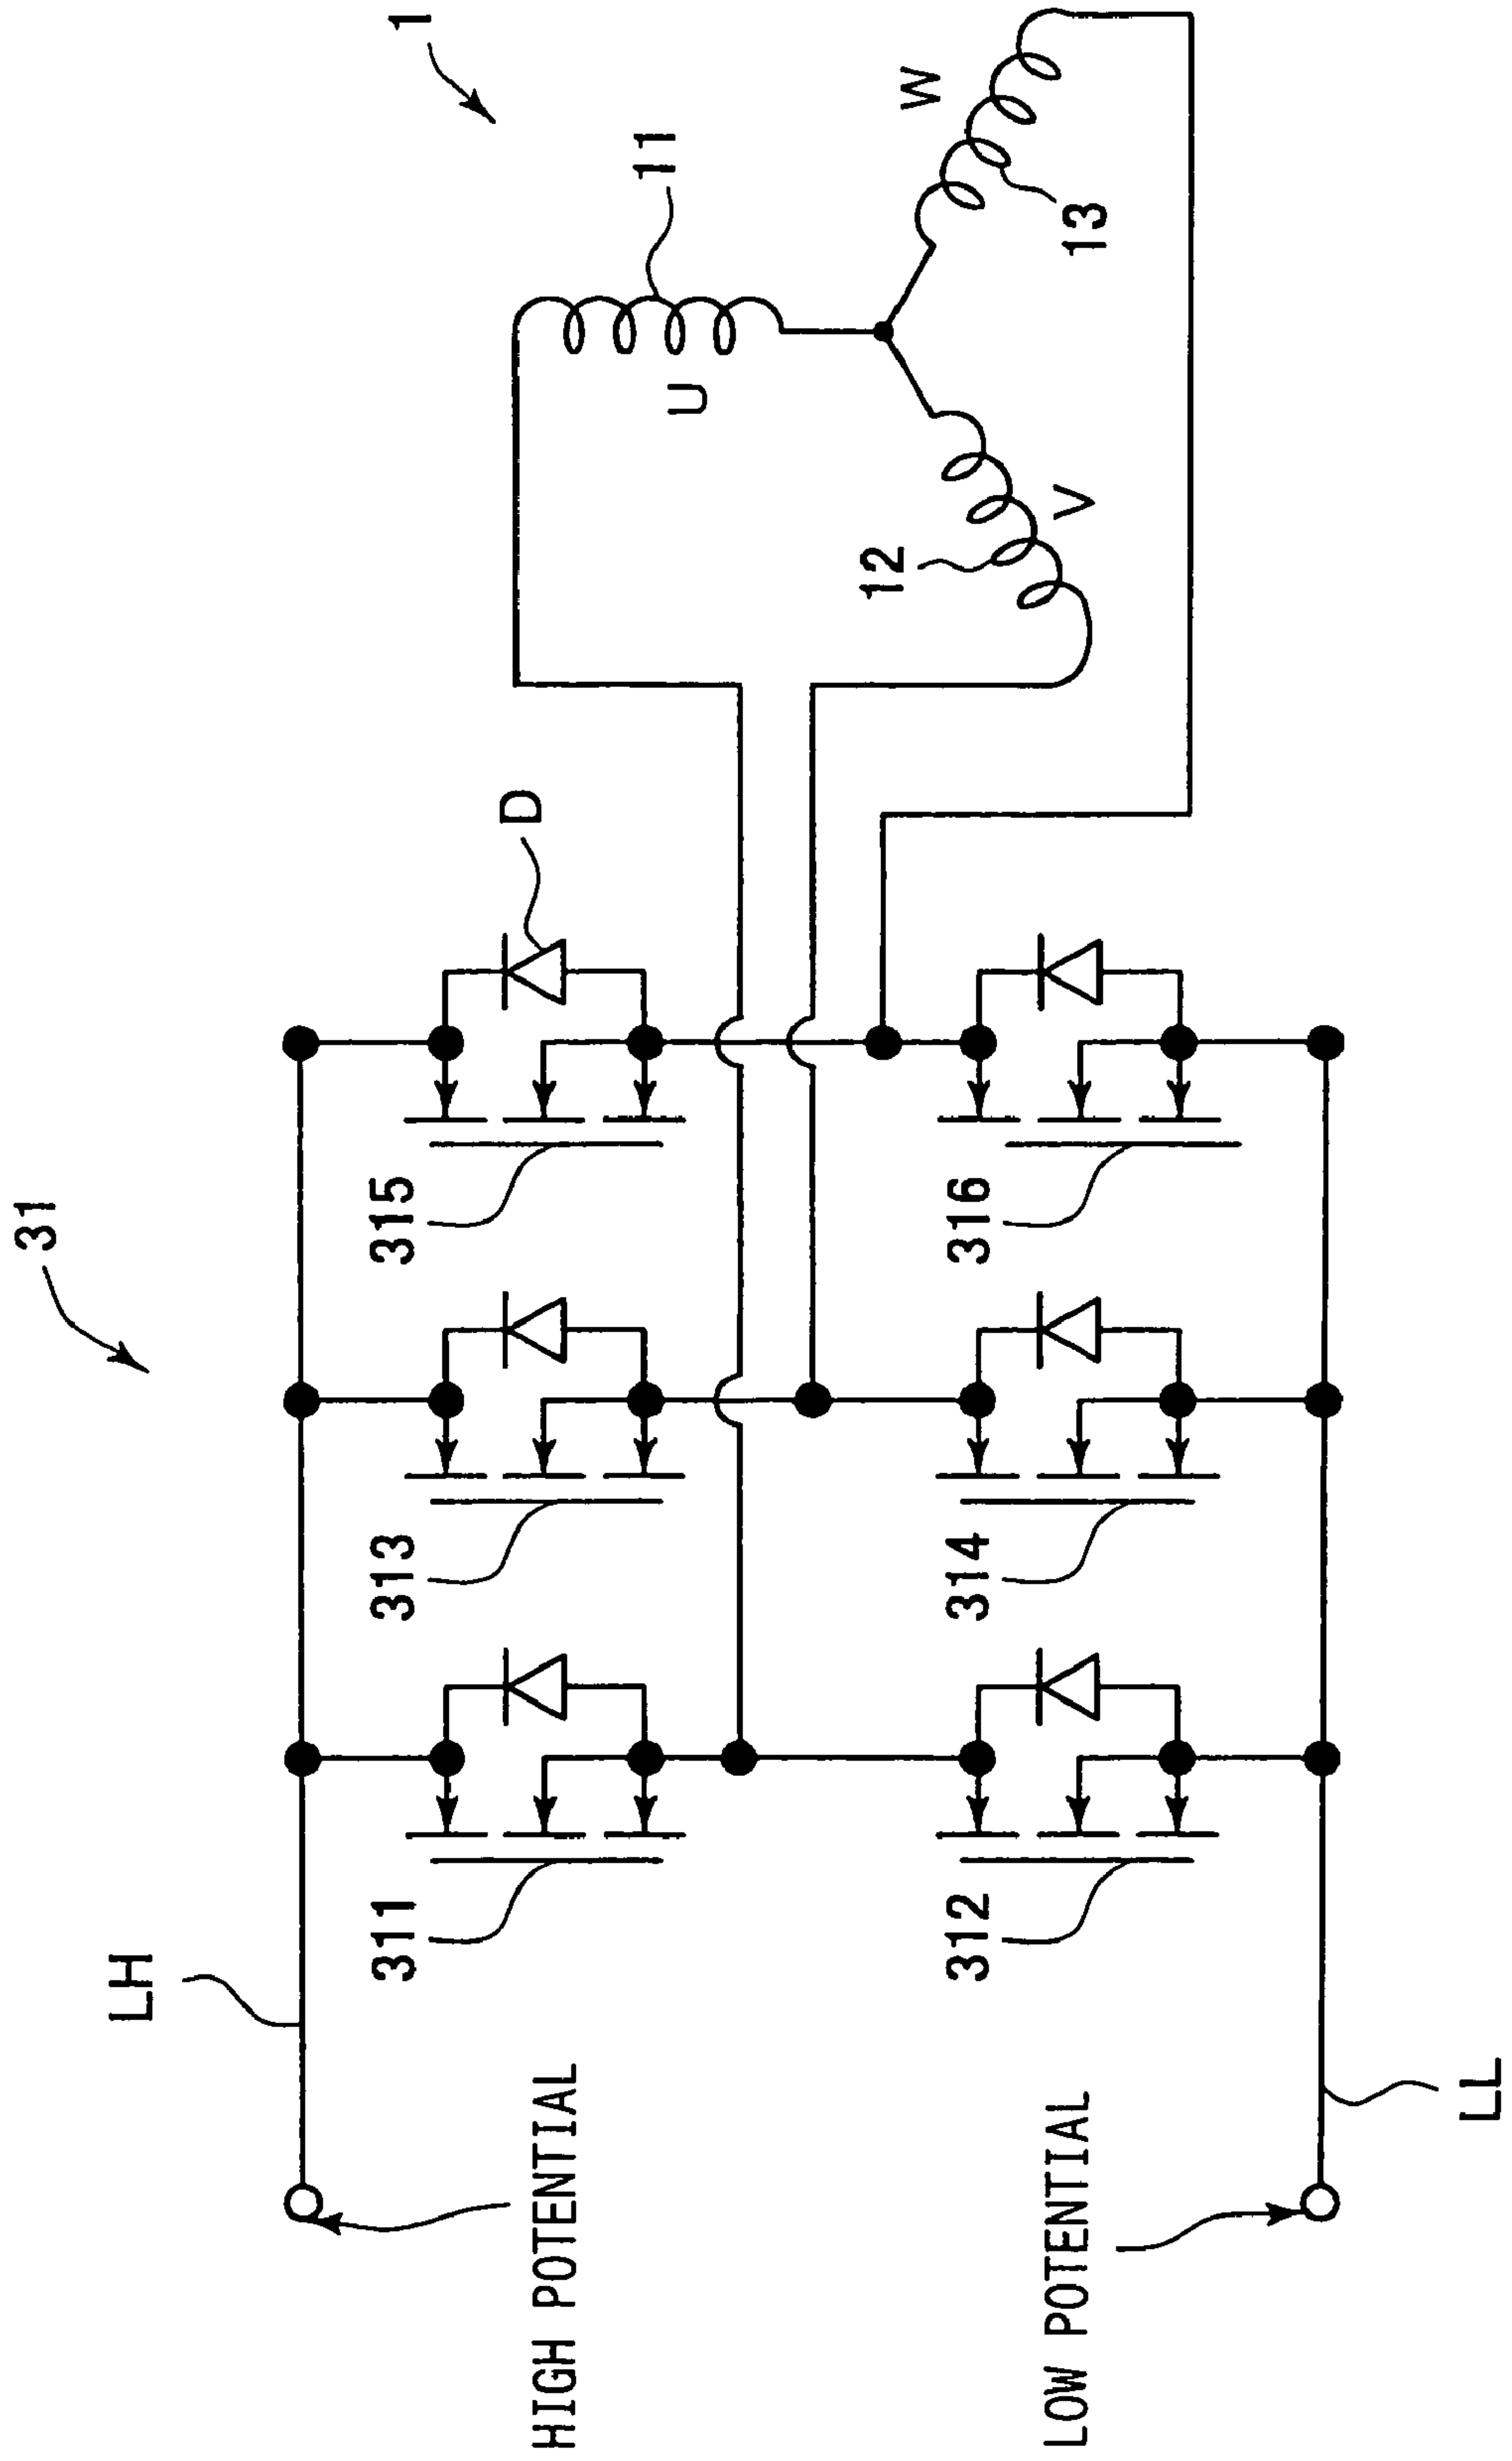 31
1
LH
HIGH POTENTIAL
311
313
315
D
U
11
W
13
12
V
312
314
316
LOW POTENTIAL
LL